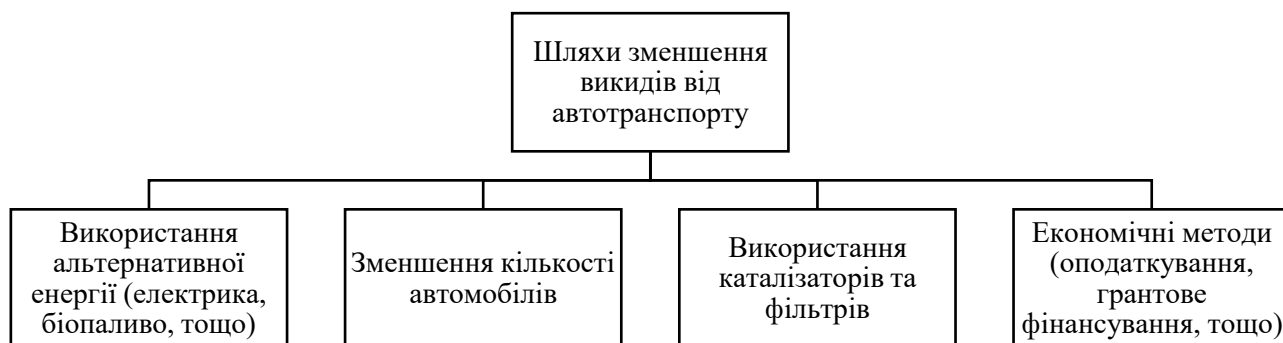 Шляхи зменшення
викидів від
автотранспорту
Використання
альтернативної
енергії (електрика,
біопаливо, тощо)
Зменшення кількості
автомобілів
Використання
каталізаторів та
фільтрів
Економічні методи
(оподаткування,
грантове
фінансування, тощо)